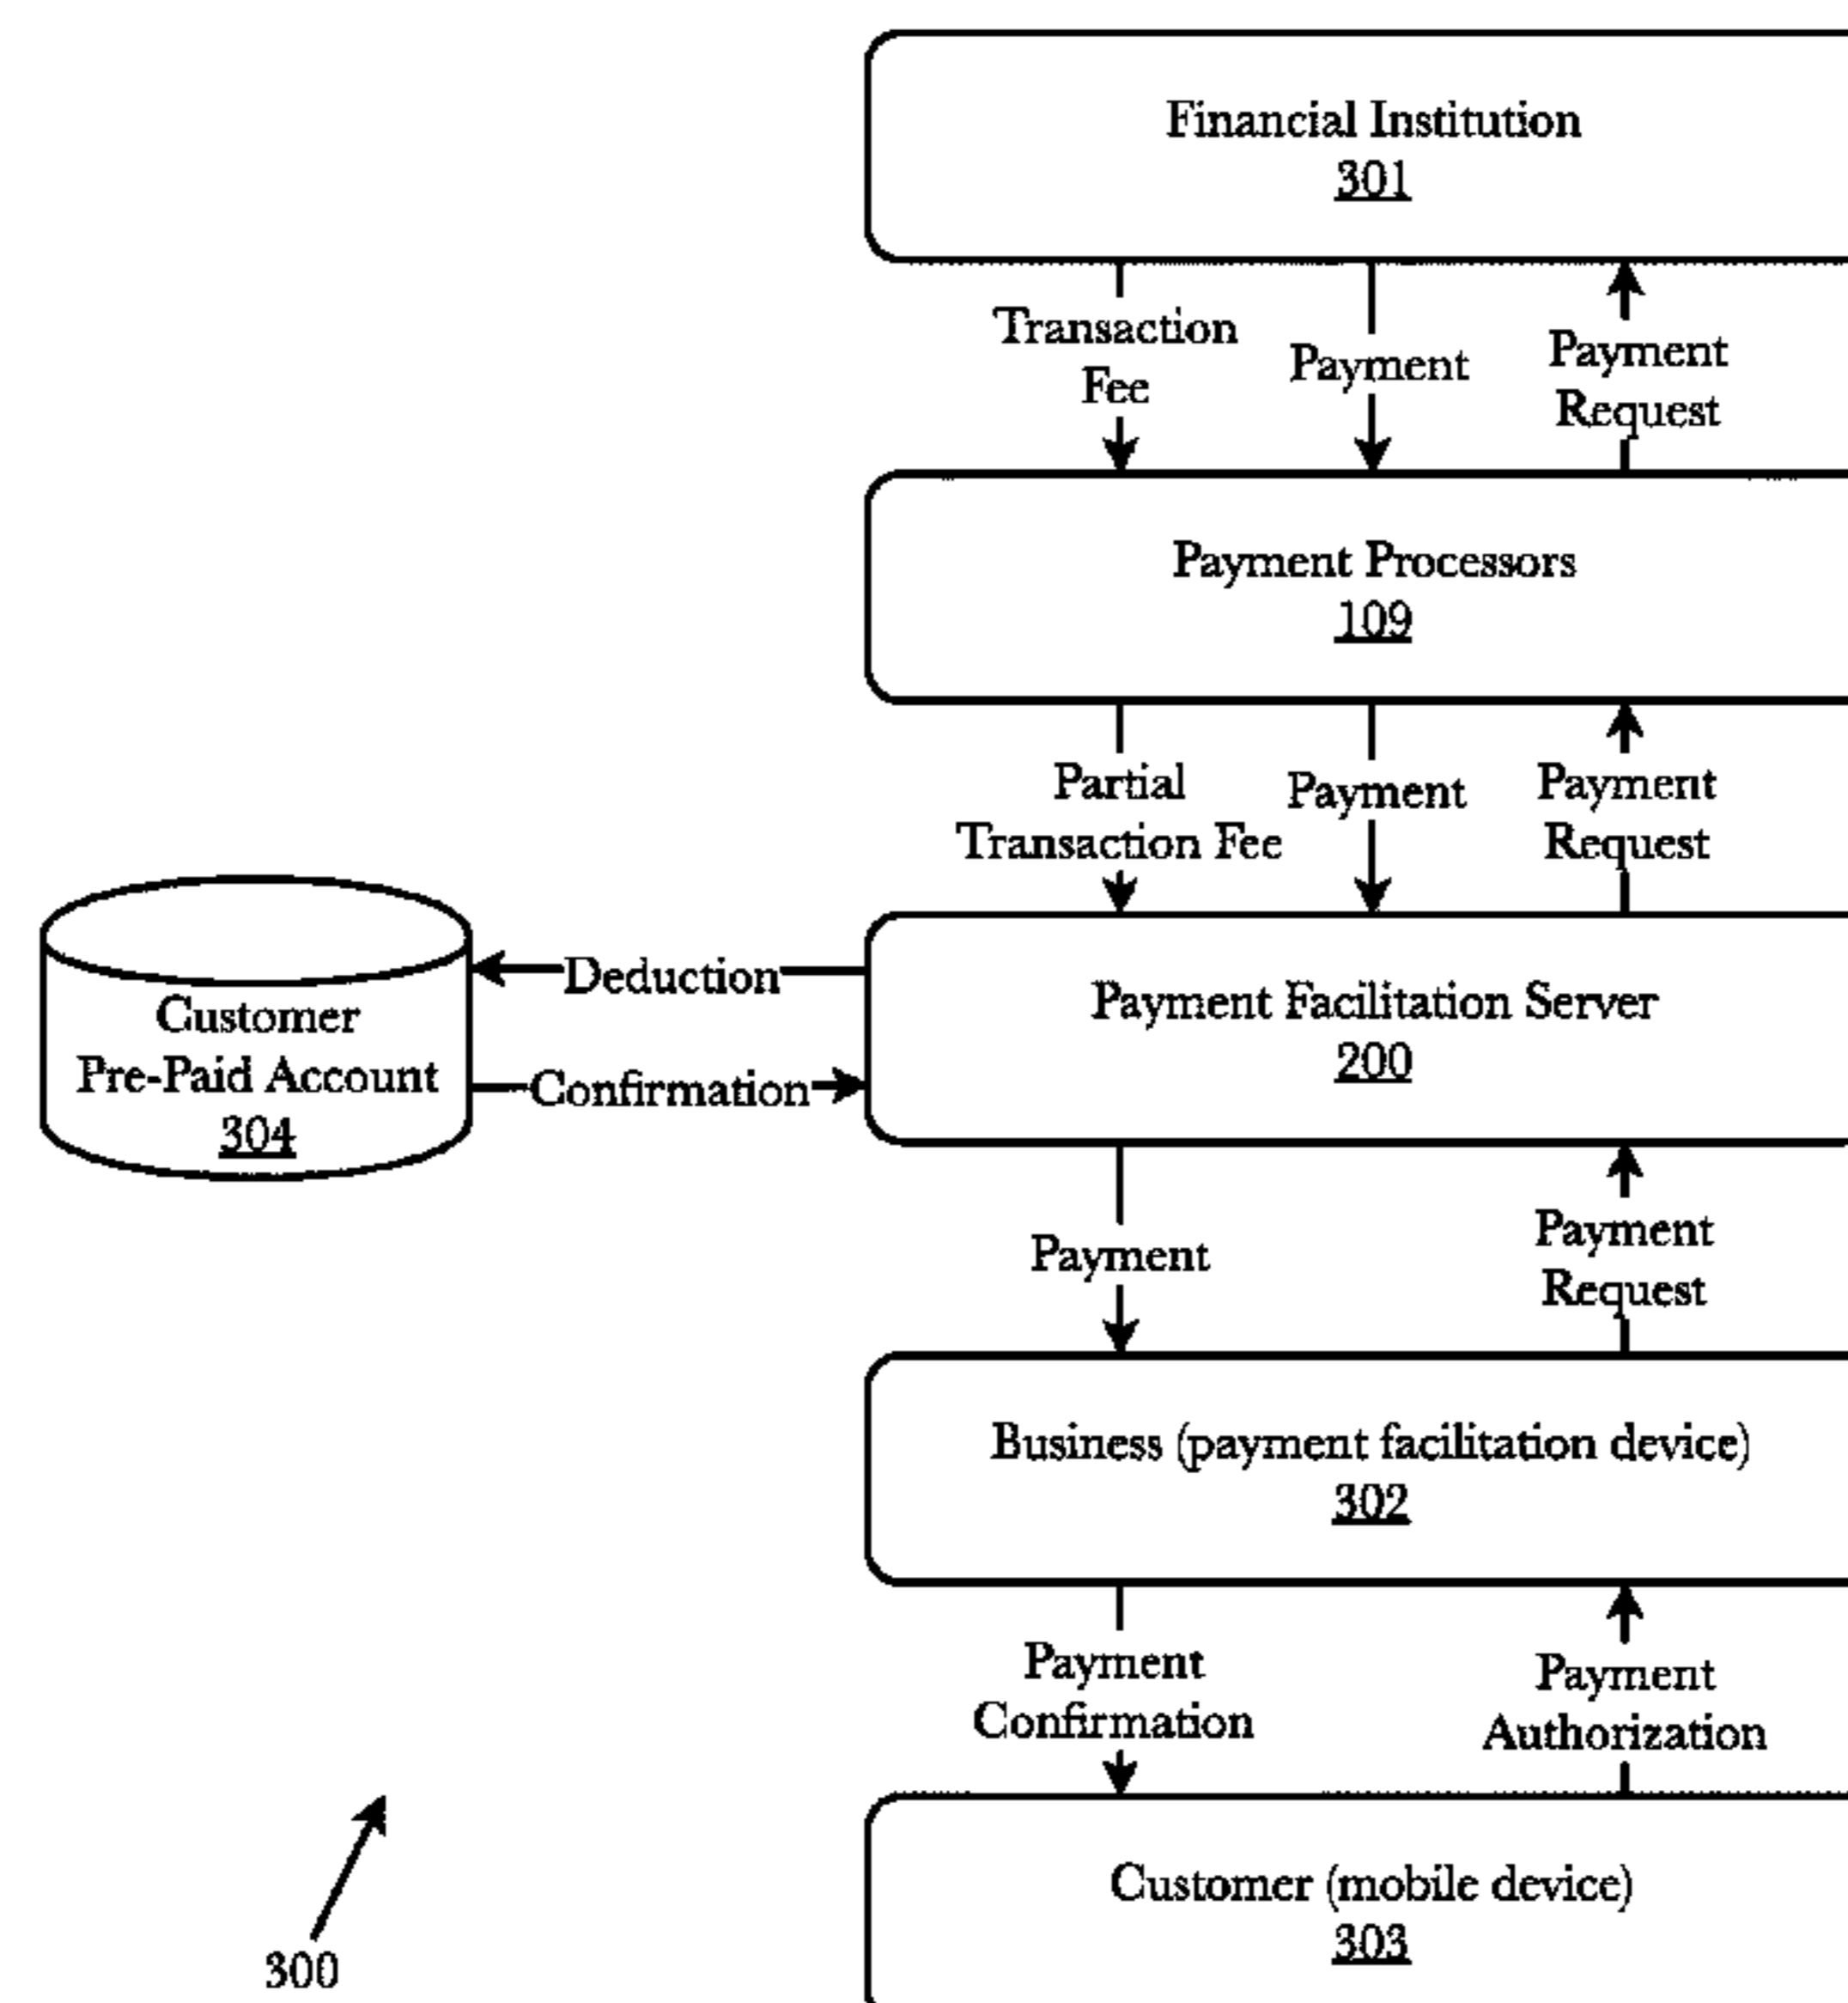 Financial Institution
301
Transaction
Fee
Payment
Payment
Request
Payment Processors
109
Partial
Transaction Fee
Payment
Payment
Request
Customer
Pre-Paid Account
304
Deduction
Confirmation
Payment Facilitation Server
200
Payment
Payment
Request
Business (payment facilitation device)
302
Payment
Confirmation
Payment
Authorization
Customer (mobile device)
303
300